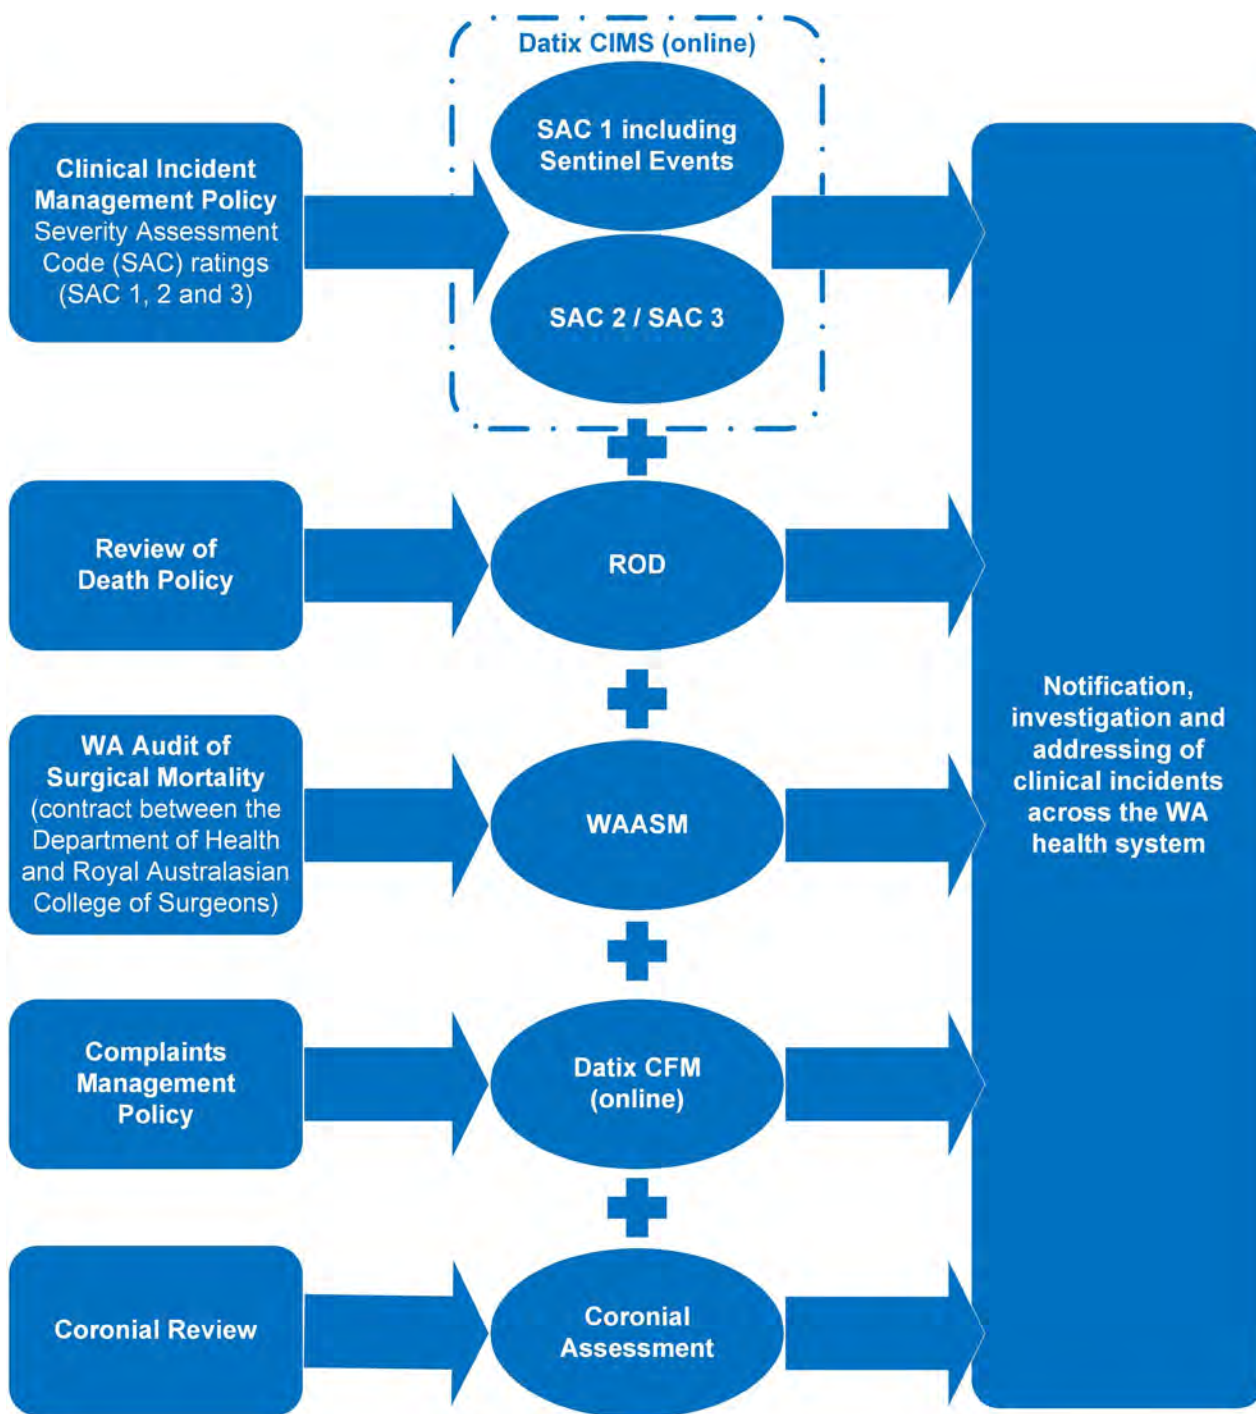 Datix CIMS (online)
Clinical Incident
Management Policy
Severity Assessment
Code (SAC) ratings
(SAC 1, 2 and 3)
SAC 1 including
Sentinel Events
SAC 2 / SAC 3
Review of
Death Policy
ROD
WA Audit of
Surgical Mortality
(contract between the
Department of Health
and Royal Australasian
College of Surgeons)
WAASM
Complaints
Management
Policy
Datix CFM
(online)
Coronial Review
Coronial
Assessment
Notification,
investigation and
addressing of
clinical incidents
across the WA
health system